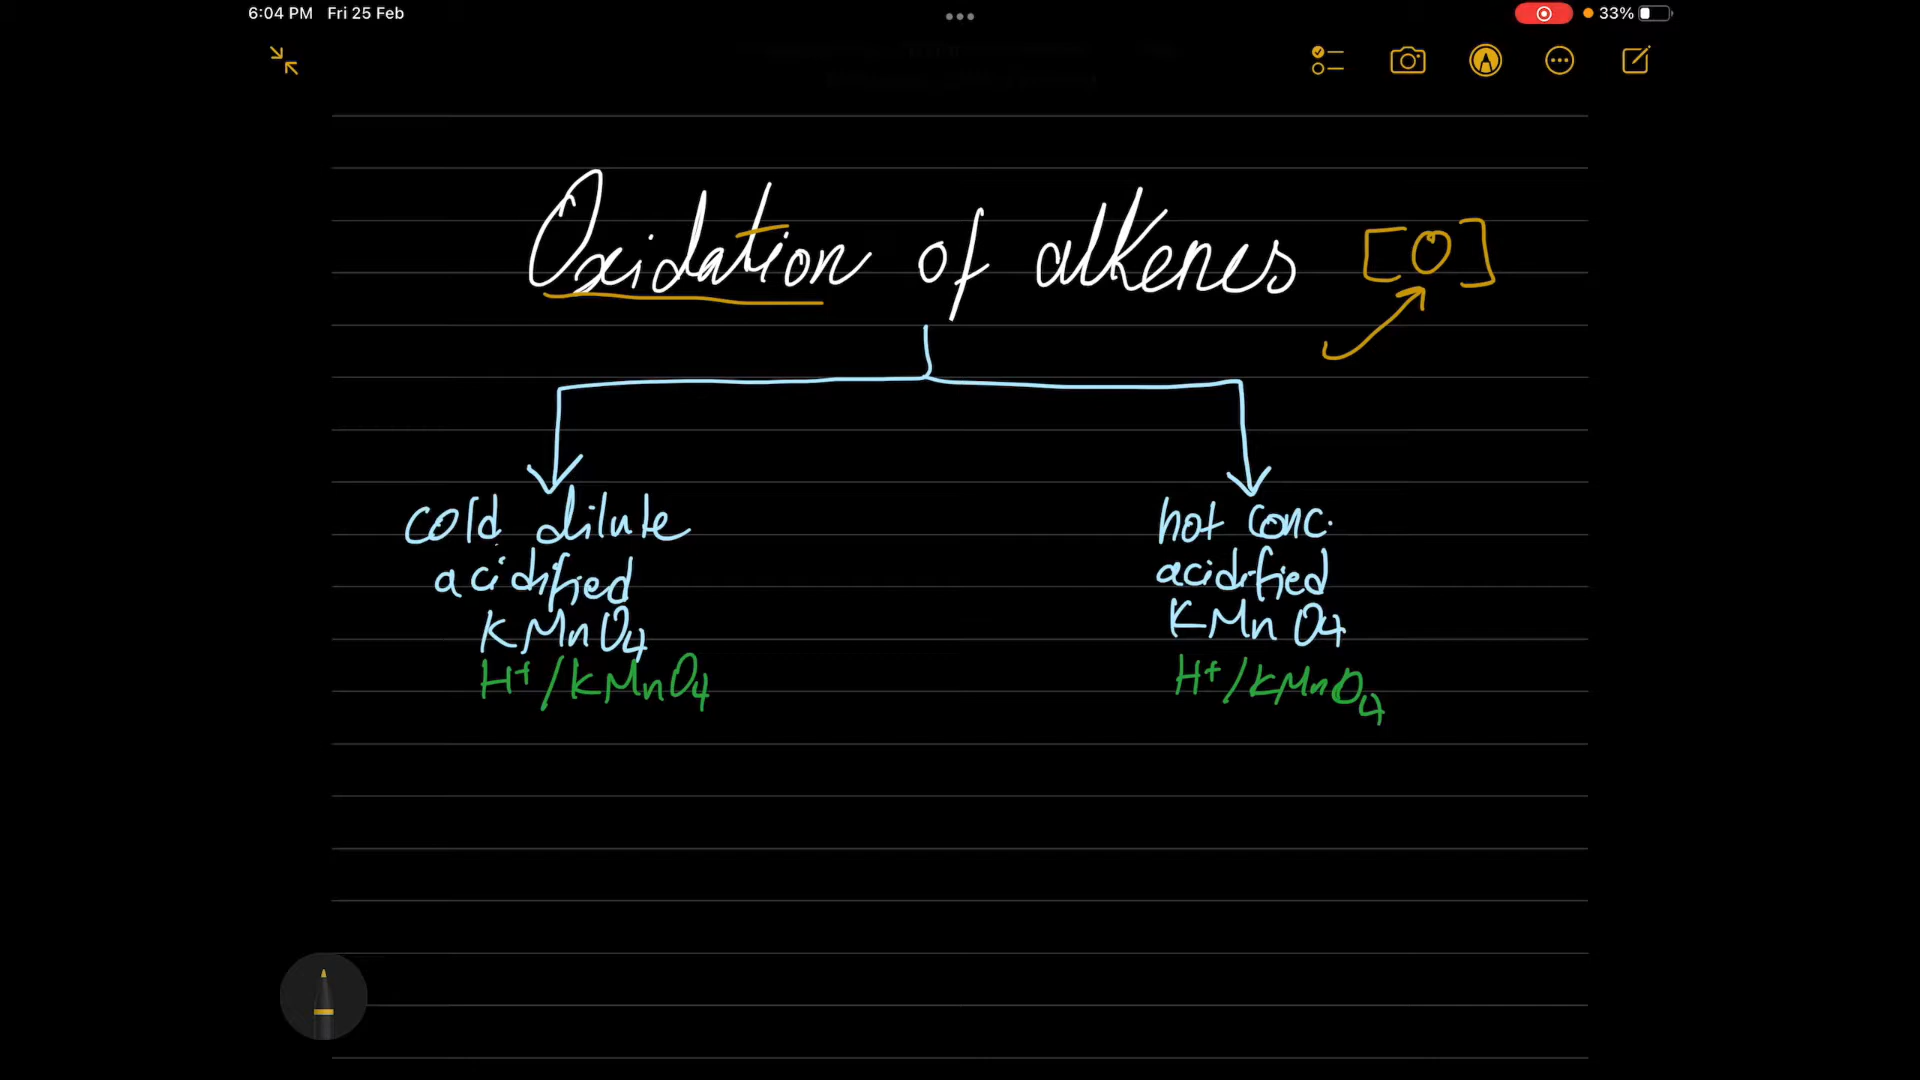 6:04 PM Fri 25 Feb
33%
Oxidation of alkenes [O]
cold dilute
acidified
KMnO4
H+/KMnO4
hot conc.
acidified
KMnO4
H+/KMnO4